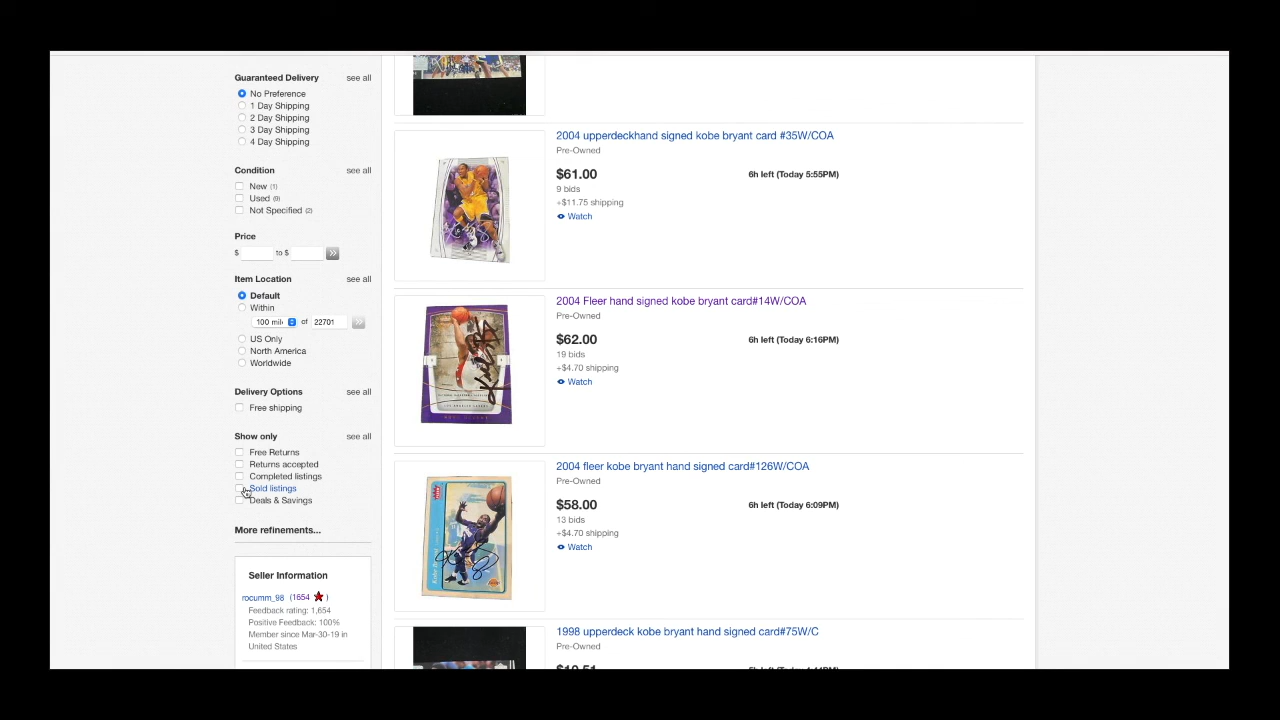 Guaranteed Delivery see all
No Preference
1 Day Shipping
2 Day Shipping
3 Day Shipping
4 Day Shipping
Condition see all
New (1)
Used (9)
Not Specified (2)
Price
$ to $
Item Location see all
Default
Within
100 mil of 22701
US Only
North America
Worldwide
Delivery Options see all
Free shipping
Show only see all
Free Returns
Returns accepted
Completed listings
Sold listings
Deals & Savings
More refinements...
Seller Information
rocumm_98 (1654 )
Feedback rating: 1,654
Positive Feedback: 100%
Member since Mar-30-19 in
United States
2004 upperdeckhand signed kobe bryant card #35W/COA
Pre-Owned
$61.00 6h left (Today 5:55PM)
9 bids
+$11.75 shipping
Watch
2004 Fleer hand signed kobe bryant card#14W/COA
Pre-Owned
$62.00 6h left (Today 6:16PM)
19 bids
+$4.70 shipping
Watch
2004 fleer kobe bryant hand signed card#126W/COA
Pre-Owned
$58.00 6h left (Today 6:09PM)
13 bids
+$4.70 shipping
Watch
1998 upperdeck kobe bryant hand signed card#75W/C
Pre-Owned